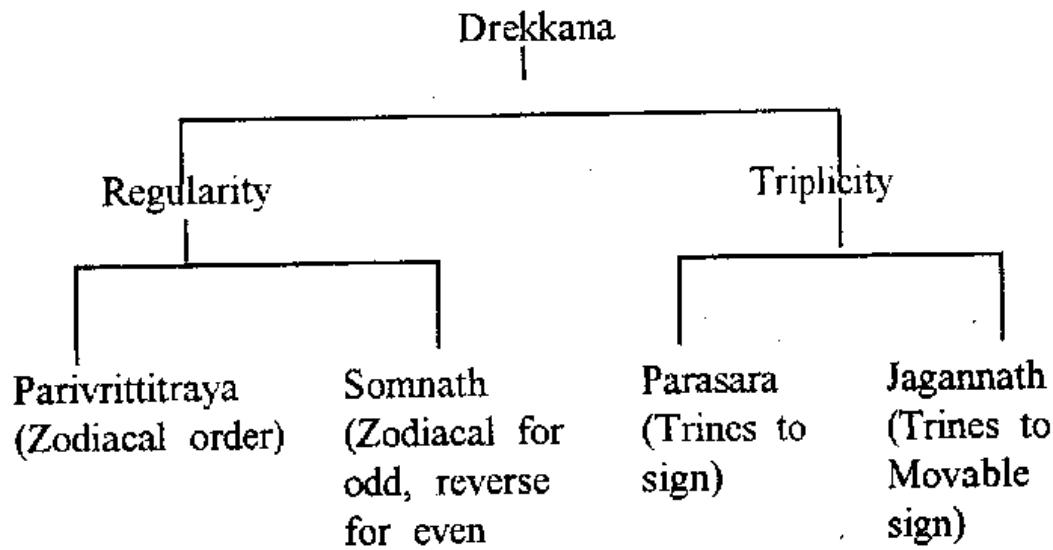 Drekkana
Regularity
Triplicity
Parivrittitraya
(Zodiacal order)
Somnath
(Zodiacal for
odd, reverse
for even
Parasara
(Trines to
sign)
Jagannath
(Trines to
Movable
sign)